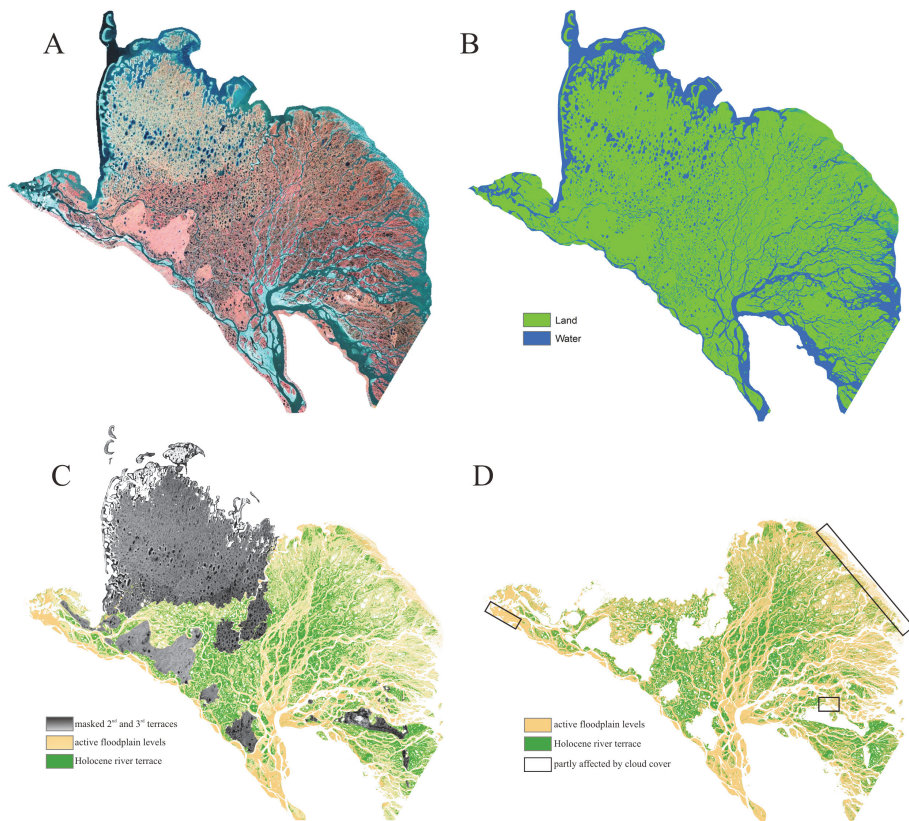 A
B
Land
Water
C
D
masked 2nd and 3rd terraces
active floodplain levels
Holocene river terrace
active floodplain levels
Holocene river terrace
partly affected by cloud cover